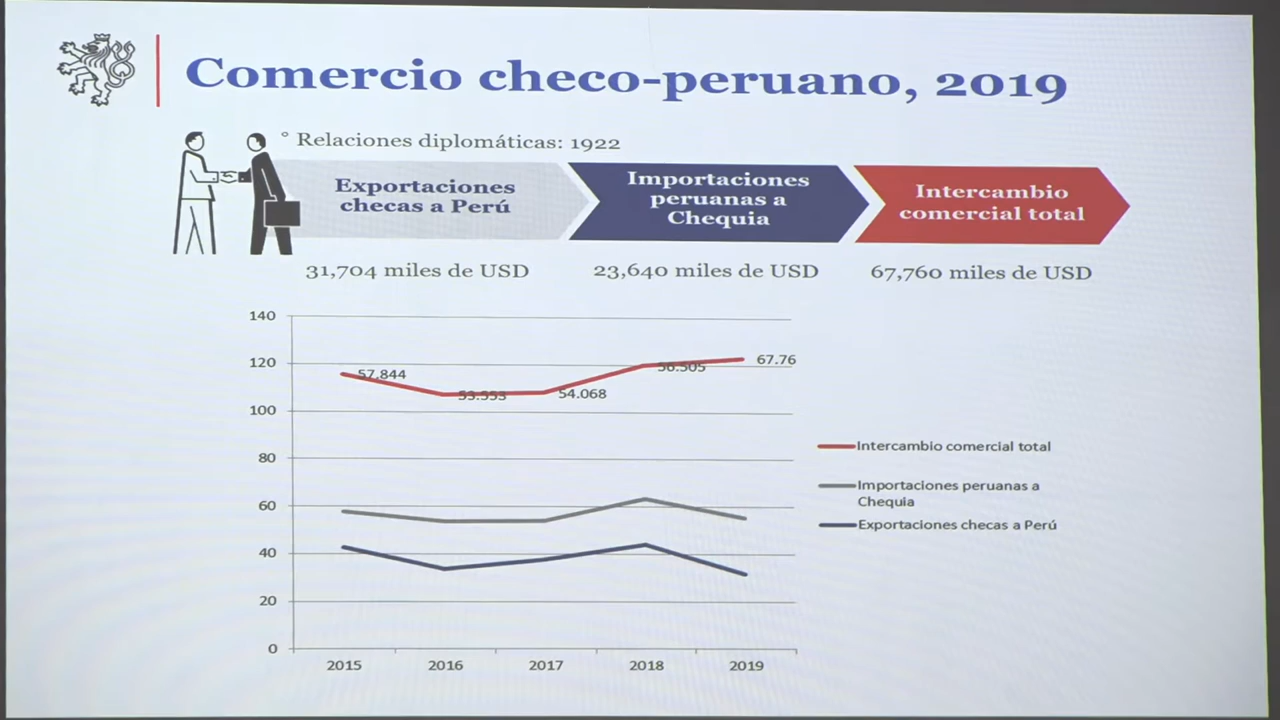 Comercio checo-peruano, 2019
° Relaciones diplomáticas: 1922
Exportaciones
checas a Perú
Importaciones
peruanas a
Chequia
Intercambio
comercial total
31,704 miles de USD
23,640 miles de USD
67,760 miles de USD
140
120
100
80
60
40
20
0
57.844
53.553
54.068
56.505
67.76
2015
2016
2017
2018
2019
Intercambio comercial total
Importaciones peruanas a
Chequia
Exportaciones checas a Perú